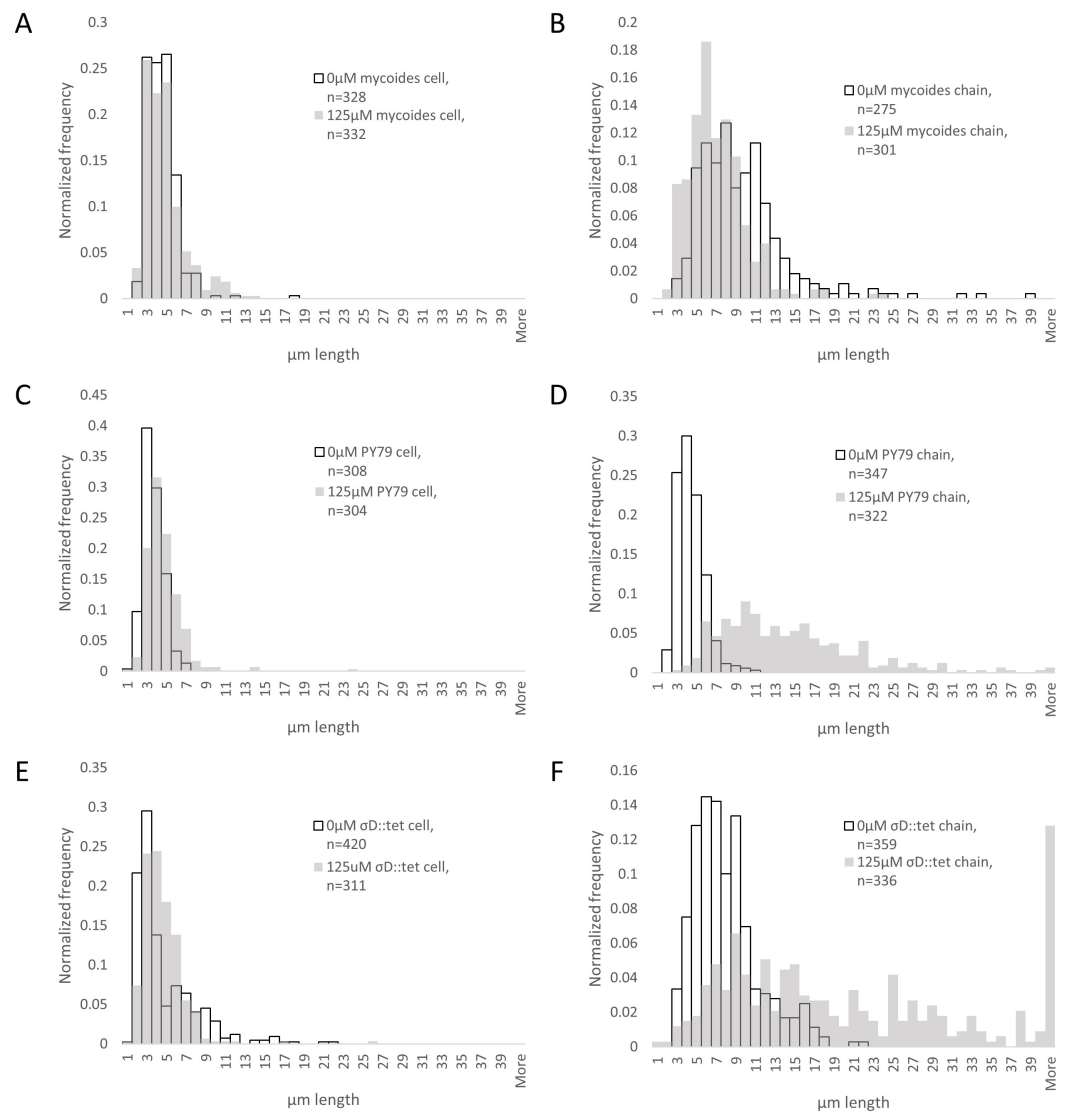 A
0.3
0.25
0.2
0.15
0.1
0.05
0
Normalized frequency
0µM mycoides cell,
n=328
125µM mycoides cell,
n=332
1 3 5 7 9 11 13 15 17 19 21 23 25 27 29 31 33 35 37 39 More
µm length
B
0.2
0.18
0.16
0.14
0.12
0.1
0.08
0.06
0.04
0.02
0
Normalized frequency
0µM mycoides chain,
n=275
125µM mycoides chain,
n=301
1 3 5 7 9 11 13 15 17 19 21 23 25 27 29 31 33 35 37 39 More
µm length
C
0.45
0.4
0.35
0.3
0.25
0.2
0.15
0.1
0.05
0
Normalized frequency
0µM PY79 cell,
n=308
125µM PY79 cell,
n=304
1 3 5 7 9 11 13 15 17 19 21 23 25 27 29 31 33 35 37 39 More
µm length
D
0.35
0.3
0.25
0.2
0.15
0.1
0.05
0
Normalized frequency
0µM PY79 chain,
n=347
125µM PY79 chain,
n=322
1 3 5 7 9 11 13 15 17 19 21 23 25 27 29 31 33 35 37 39 More
µm length
E
0.35
0.3
0.25
0.2
0.15
0.1
0.05
0
Normalized frequency
0µM σD::tet cell,
n=420
125uM σD::tet cell,
n=311
1 3 5 7 9 11 13 15 17 19 21 23 25 27 29 31 33 35 37 39 More
µm length
F
0.16
0.14
0.12
0.1
0.08
0.06
0.04
0.02
0
Normalized frequency
0µM σD::tet chain,
n=359
125µM σD::tet chain,
n=336
1 3 5 7 9 11 13 15 17 19 21 23 25 27 29 31 33 35 37 39 More
µm length